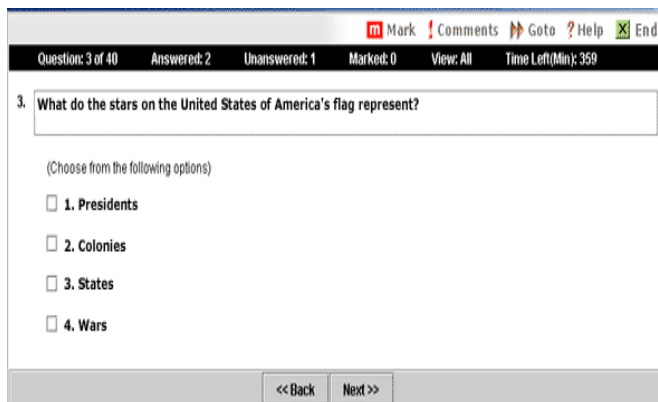 m Mark ! Comments Goto ? Help X End
Question: 3 of 40 Answered: 2 Unanswered: 1 Marked: 0 View: All Time Left(Min): 359
3. What do the stars on the United States of America's flag represent?
(Choose from the following options)
1. Presidents
2. Colonies
3. States
4. Wars
<< Back Next >>